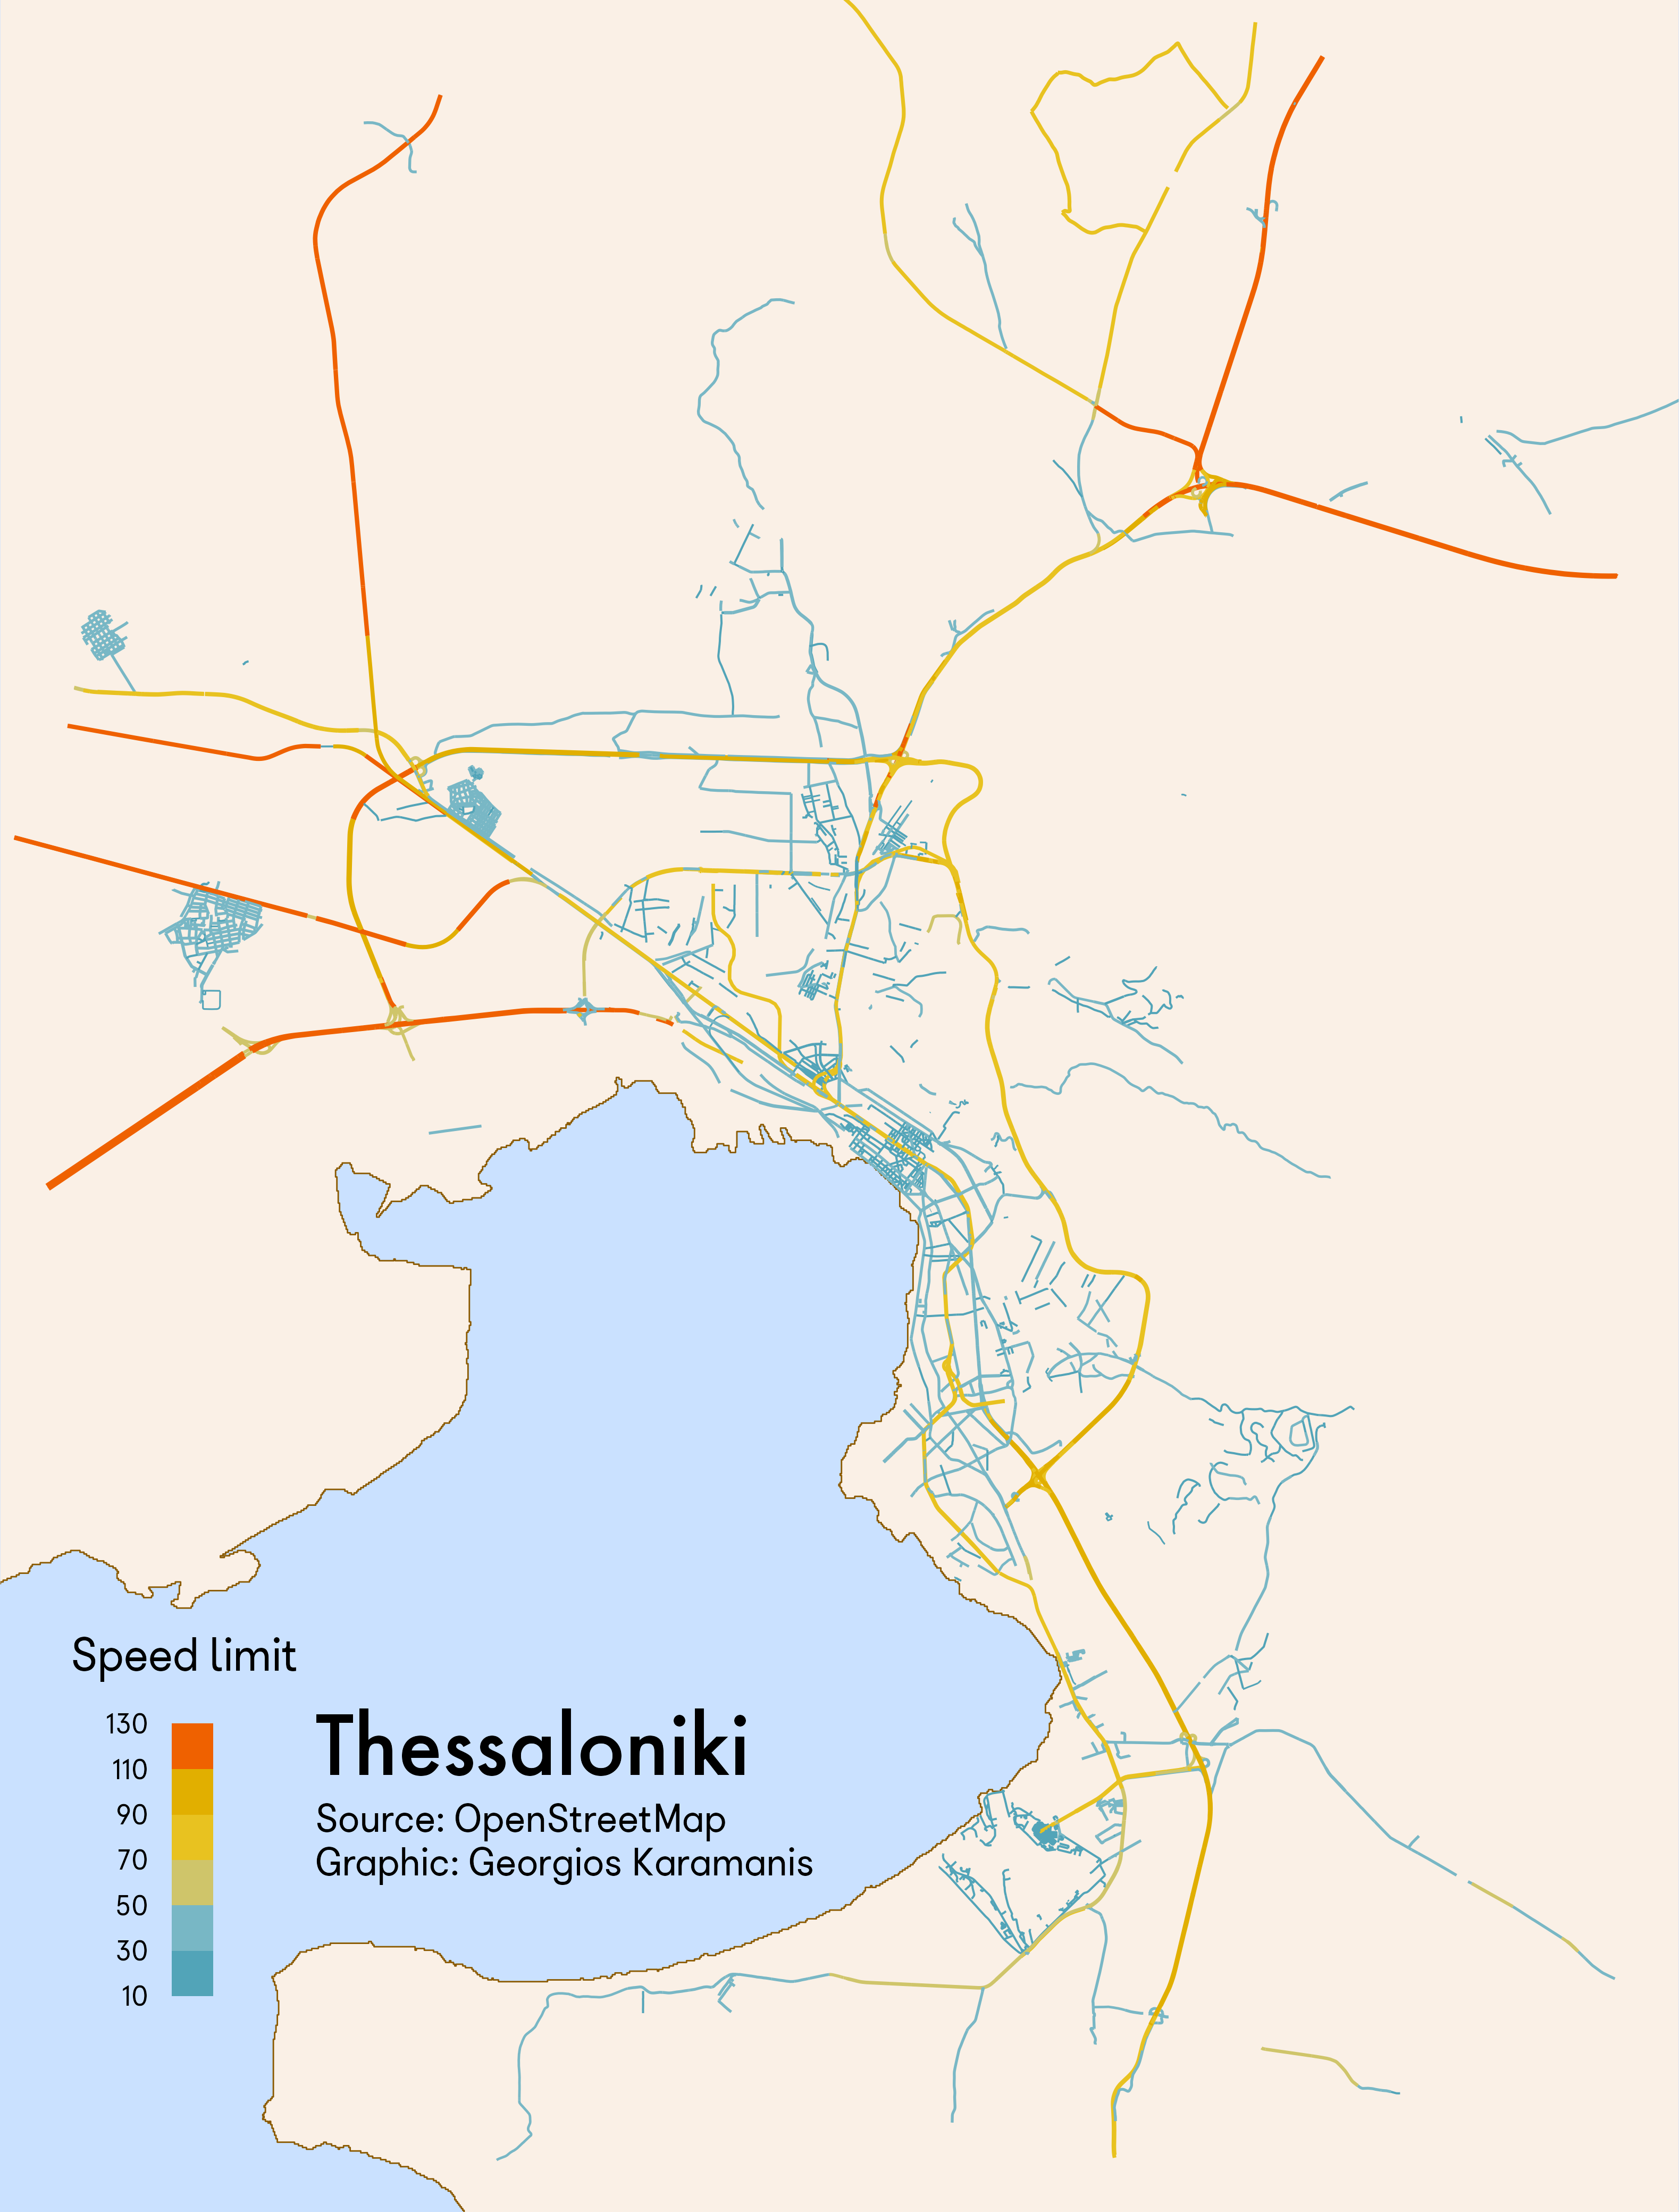 Speed limit
130
110
90
70
50
30
10
Thessaloniki
Source: OpenStreetMap
Graphic: Georgios Karamanis